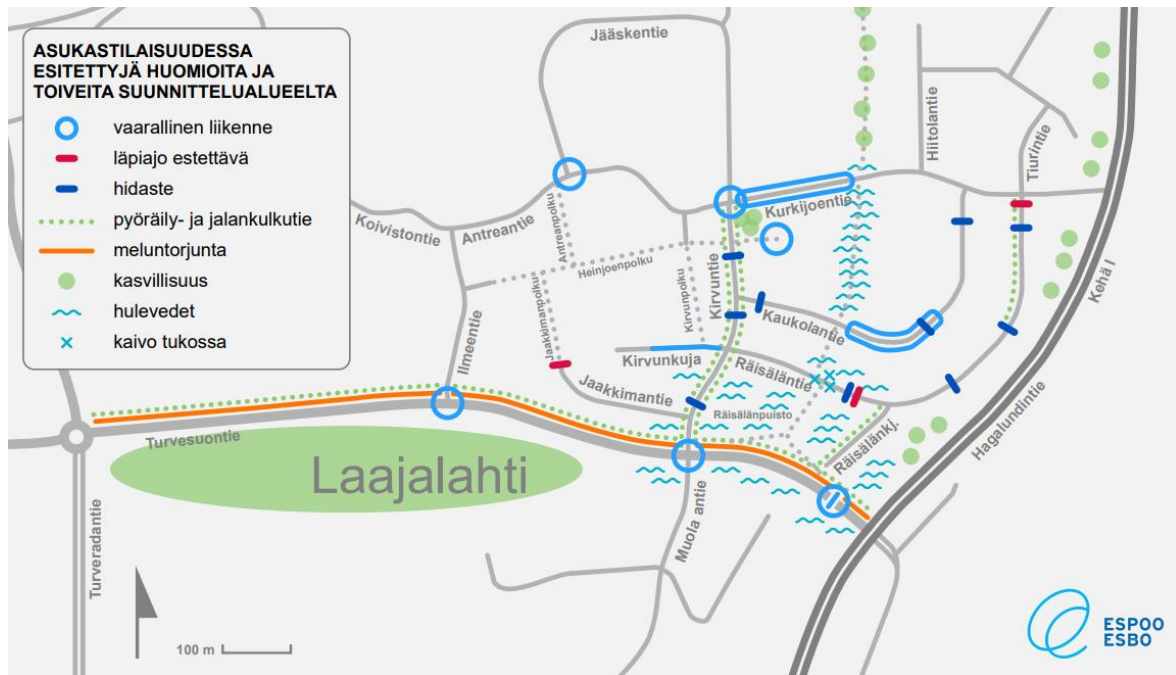 ASUKASTILAISUUDESSA
ESITETTYJÄ HUOMIOITA JA
TOIVEITA SUUNNITTELUALUEELTA
vaarallinen liikenne
läpiajo estettävä
hidaste
pyöräily- ja jalankulkutie
meluntorjunta
kasvillisuus
hulevedet
kaivo tukossa
Jääskentie
Hiitolantie
Tiurintie
Koivistontie
Antreantie
Antreanpolku
Kurkijoentie
Heinjoenpolku
Kirvuntie
Kirvunpolku
Kehä I
Ilmeentie
Jaakkimanpolku
Kaukolantie
Kirvunkuja
Räisäläntie
Jaakkimantie
Räisälänpuisto
Räisälänkj.
Hagalundintie
Turvesuontie
Laajalahti
Muola antie
Turveradantie
100 m
ESPOO
ESBO